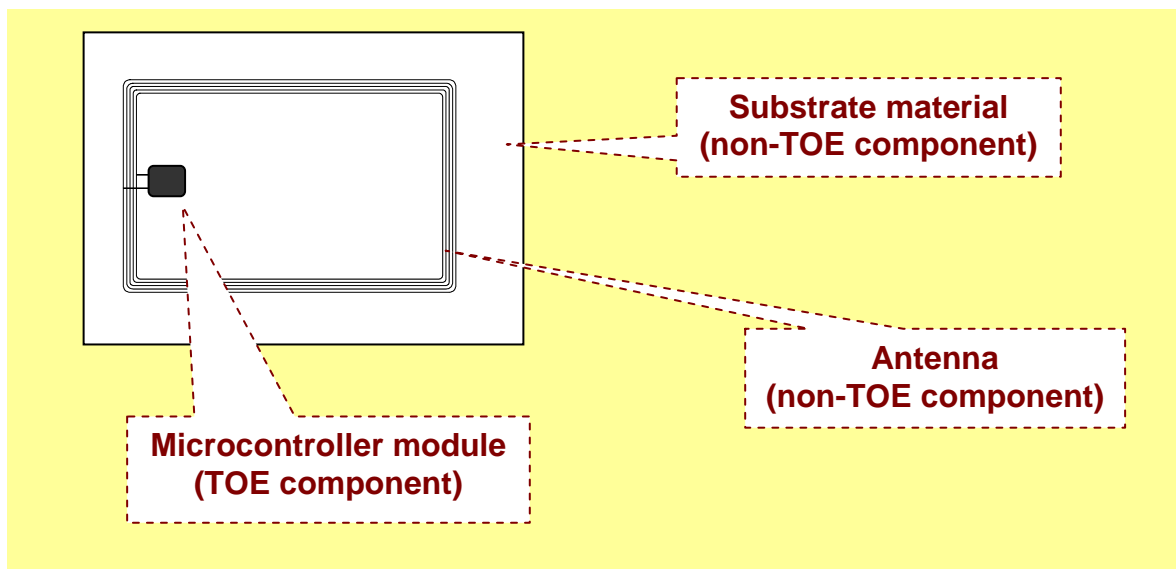 Substrate material
(non-TOE component)
Antenna
(non-TOE component)
Microcontroller module
(TOE component)